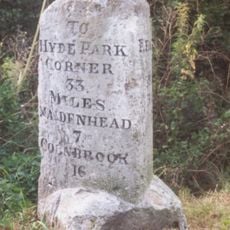 TO
HYDE PARK
CORNER
33
MILES
MAIDENHEAD
7
COLNBROOK
16